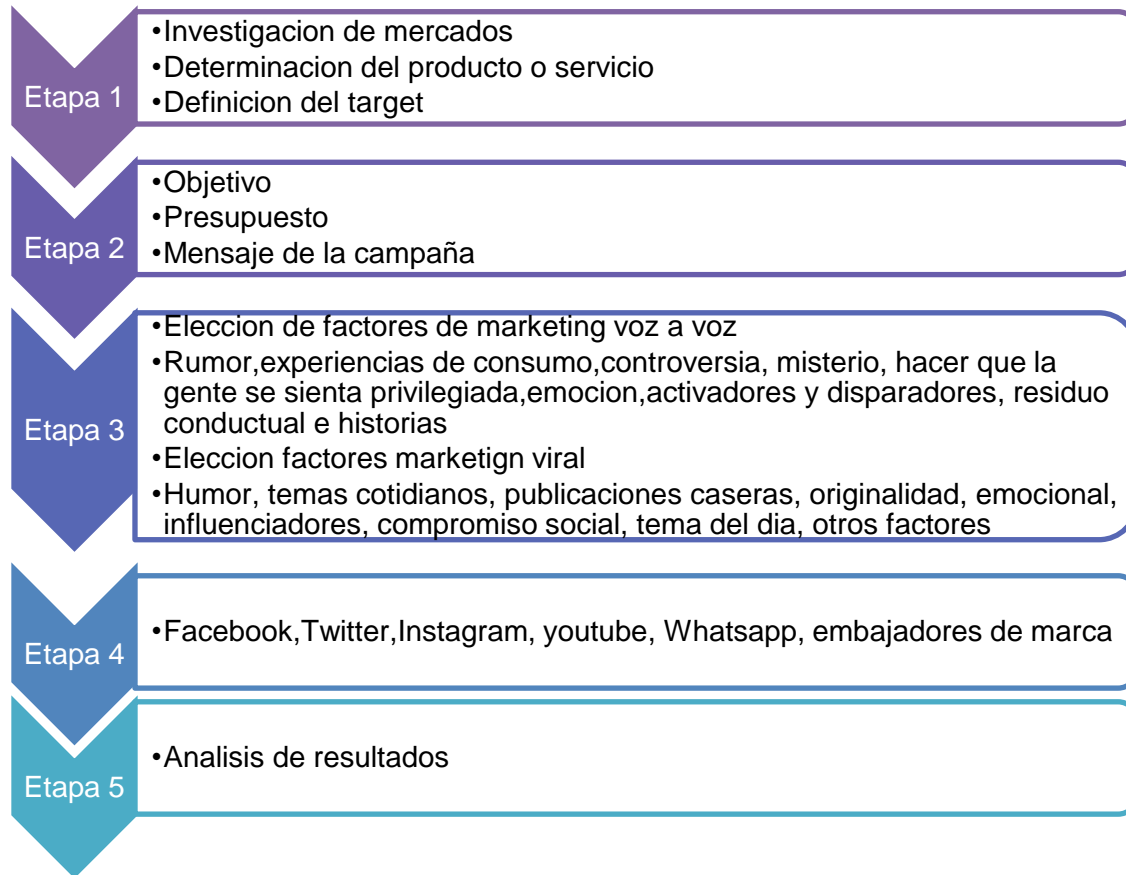 Etapa 1
•Investigacion de mercados
•Determinacion del producto o servicio
•Definicion del target
Etapa 2
•Objetivo
•Presupuesto
•Mensaje de la campaña
Etapa 3
•Eleccion de factores de marketing voz a voz
•Rumor,experiencias de consumo,controversia, misterio, hacer que la
gente se sienta privilegiada,emocion,activadores y disparadores, residuo
conductual e historias
•Eleccion factores marketign viral
•Humor, temas cotidianos, publicaciones caseras, originalidad, emocional,
influenciadores, compromiso social, tema del dia, otros factores
Etapa 4
•Facebook,Twitter,Instagram, youtube, Whatsapp, embajadores de marca
Etapa 5
•Analisis de resultados